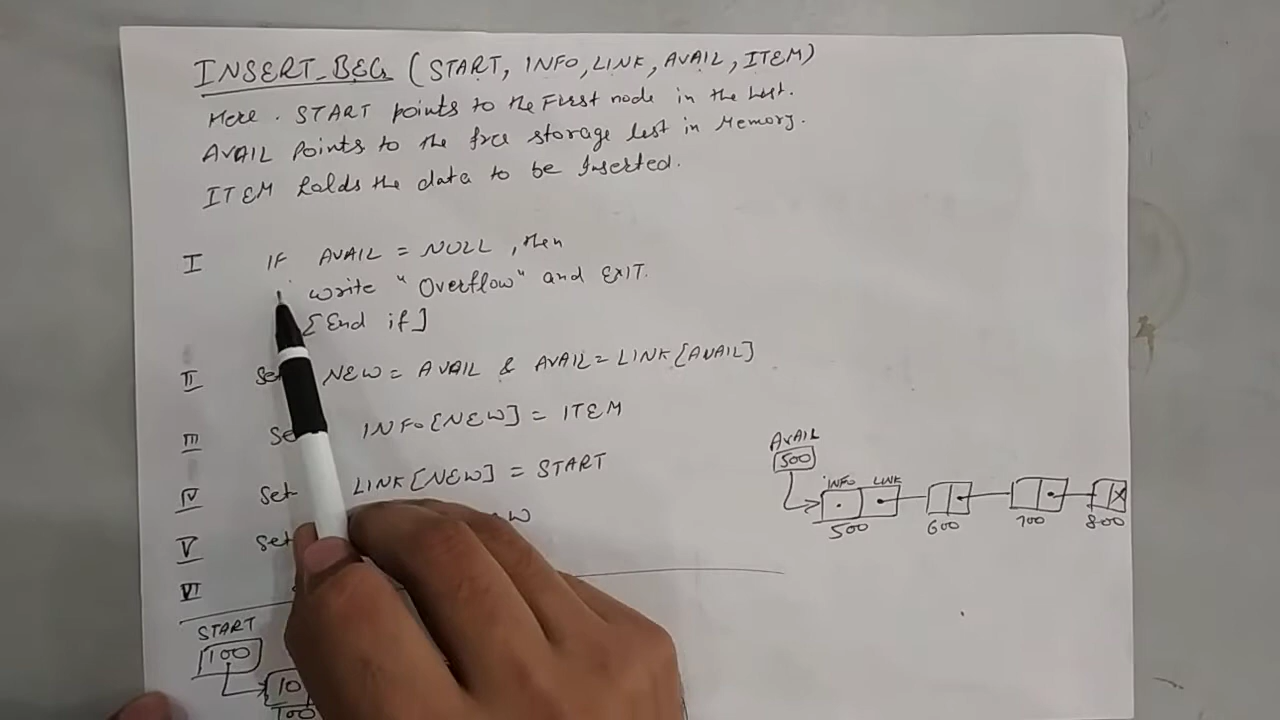 INSERT_BEG (START, INFO, LINK, AVAIL, ITEM)
Here. START points to the First node in the List.
AVAIL Points to the free storage list in Memory.
ITEM holds the data to be Inserted.
I IF AVAIL = NULL, then
write "Overflow" and EXIT.
[End if]
II Set NEW = AVAIL & AVAIL = LINK[AVAIL]
III Set INFO[NEW] = ITEM
IV Set LINK[NEW] = START
V Set
VI
AVAIL
500
INFO LINK
500 600 700 800
START
100
10
100